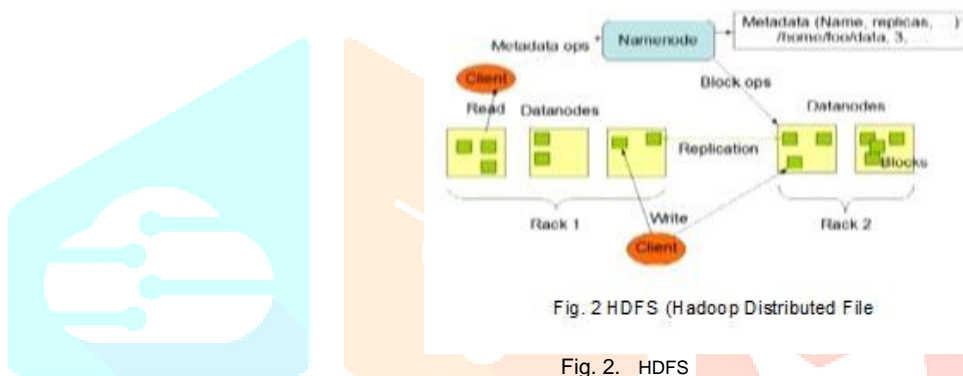 Metadata (Name, replicas, ...)
/home/foo/data, 3, ...
Namenode
Metadata ops
Client
Block ops
Read
Datanodes
Datanodes
Replication
Blocks
Rack 1
Write
Rack 2
Client
Fig. 2 HDFS (Hadoop Distributed File
Fig. 2. HDFS